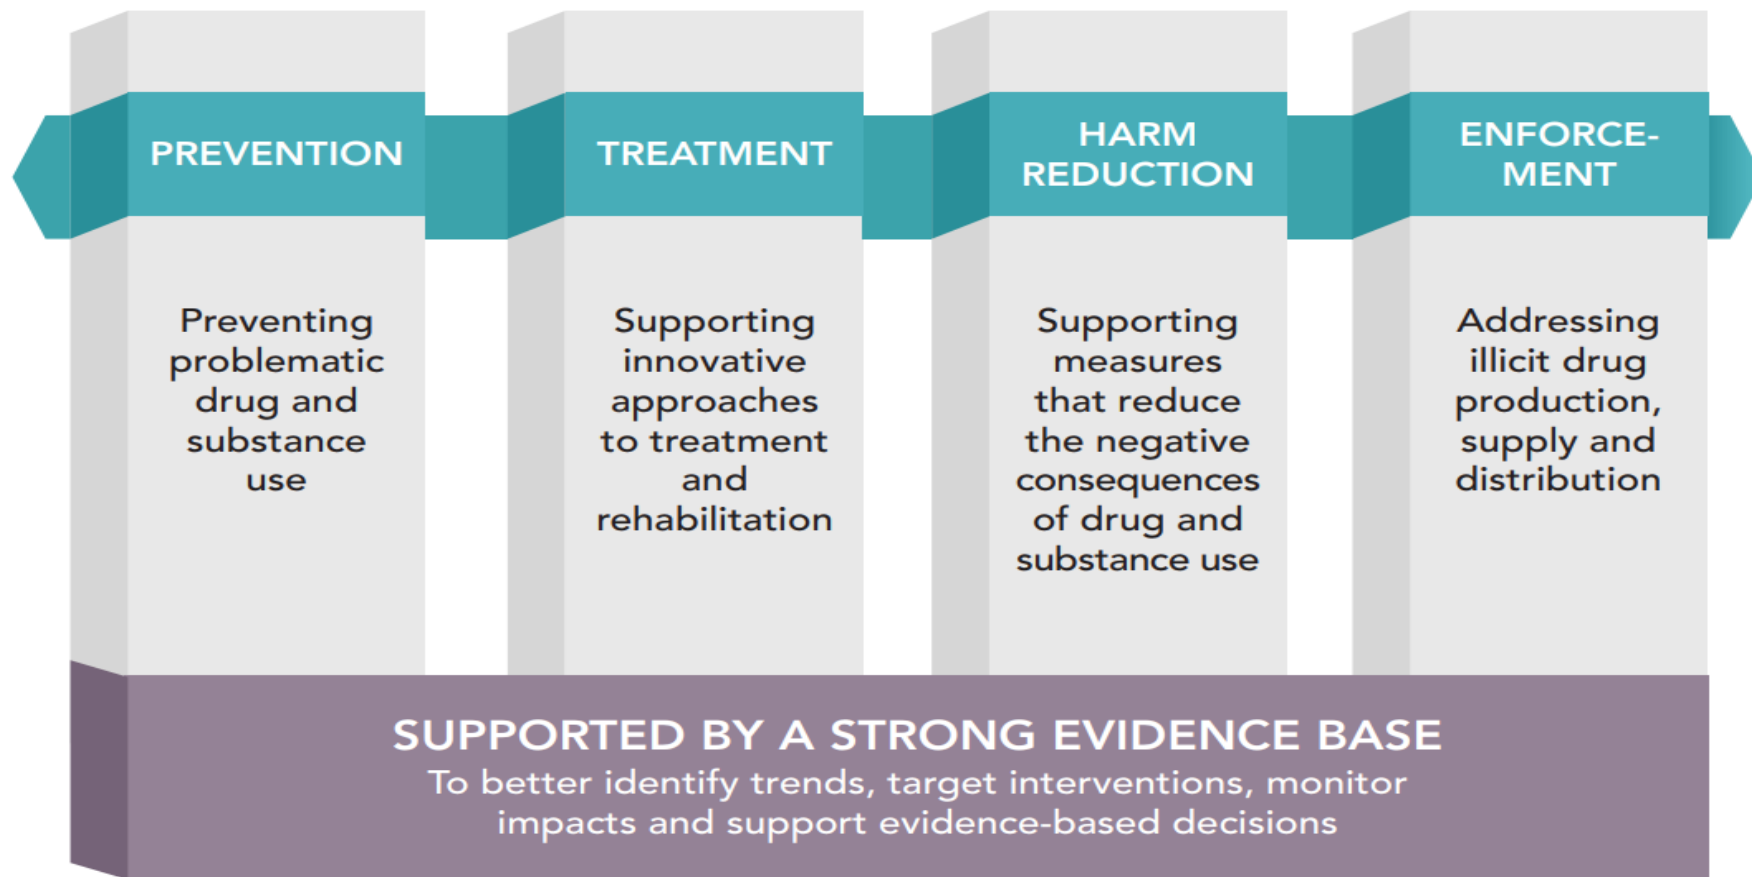 PREVENTION
Preventing
problematic
drug and
substance
use
TREATMENT
Supporting
innovative
approaches
to treatment
and
rehabilitation
HARM
REDUCTION
Supporting
measures
that reduce
the negative
consequences
of drug and
substance use
ENFORCE-
MENT
Addressing
illicit drug
production,
supply and
distribution
SUPPORTED BY A STRONG EVIDENCE BASE
To better identify trends, target interventions, monitor
impacts and support evidence-based decisions